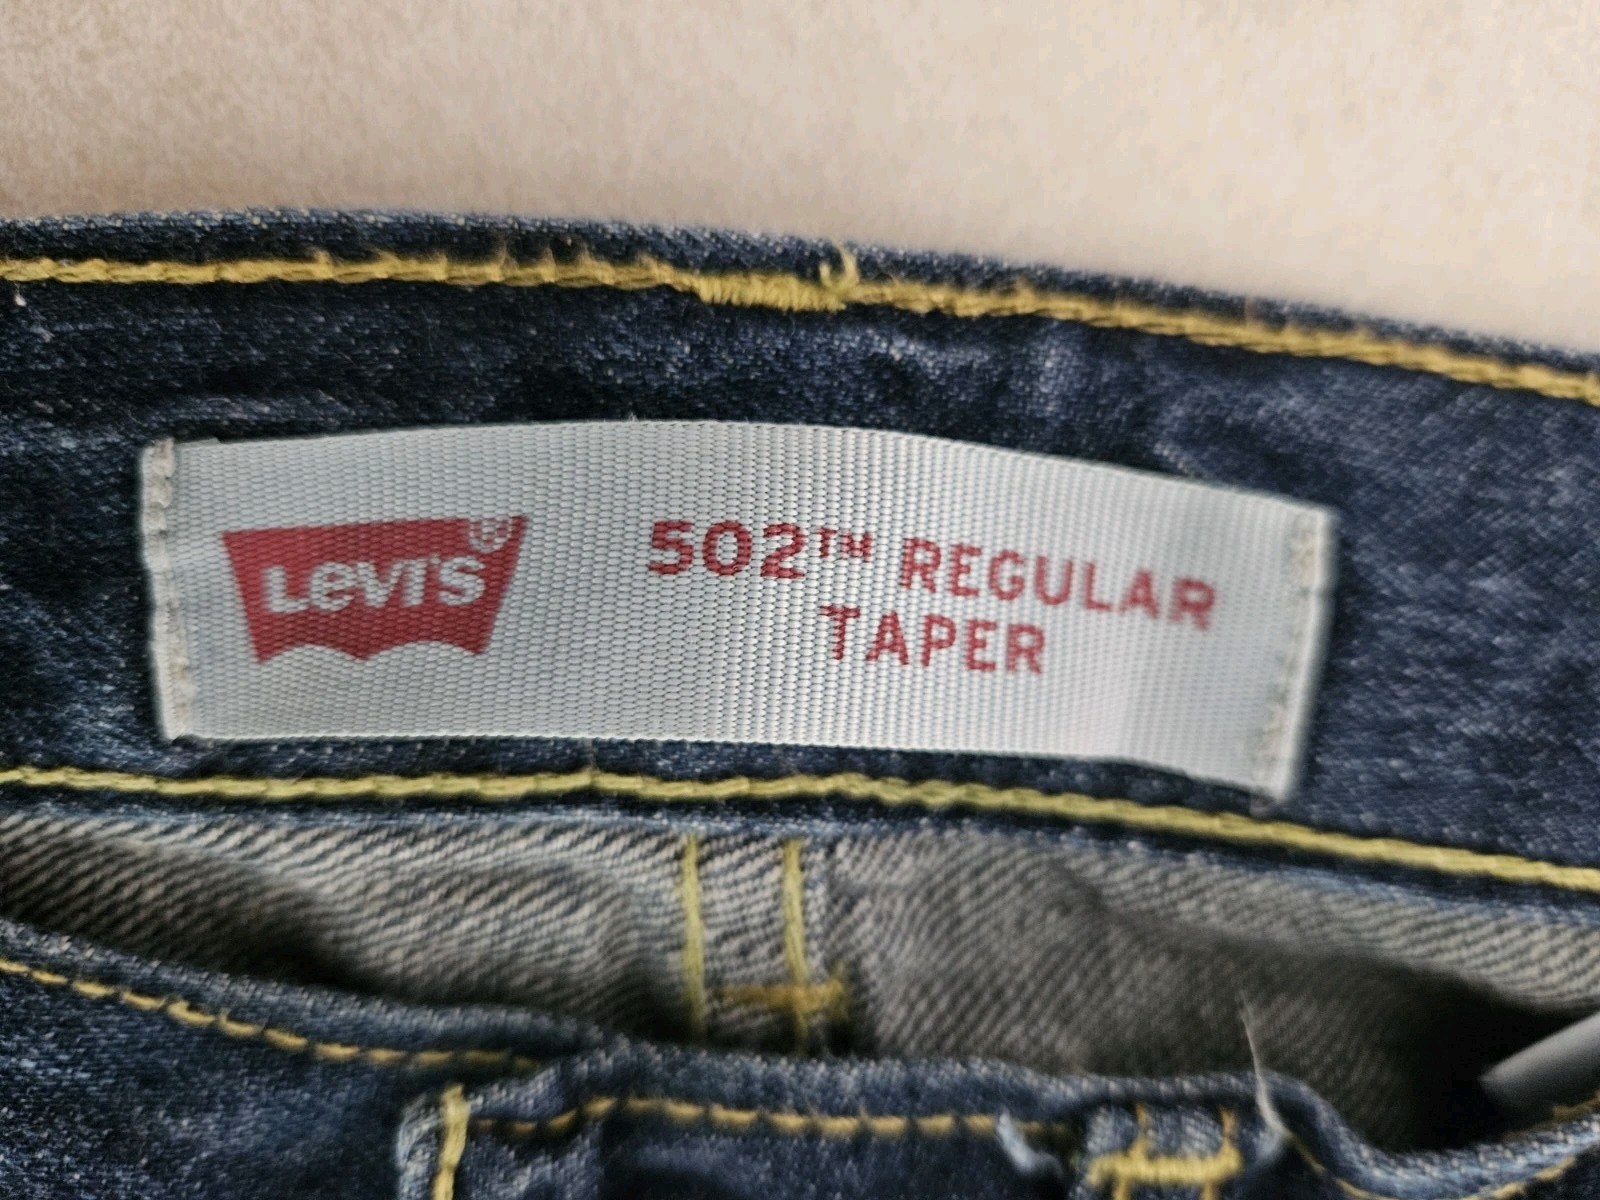 Levi's®
502™ REGULAR
TAPER